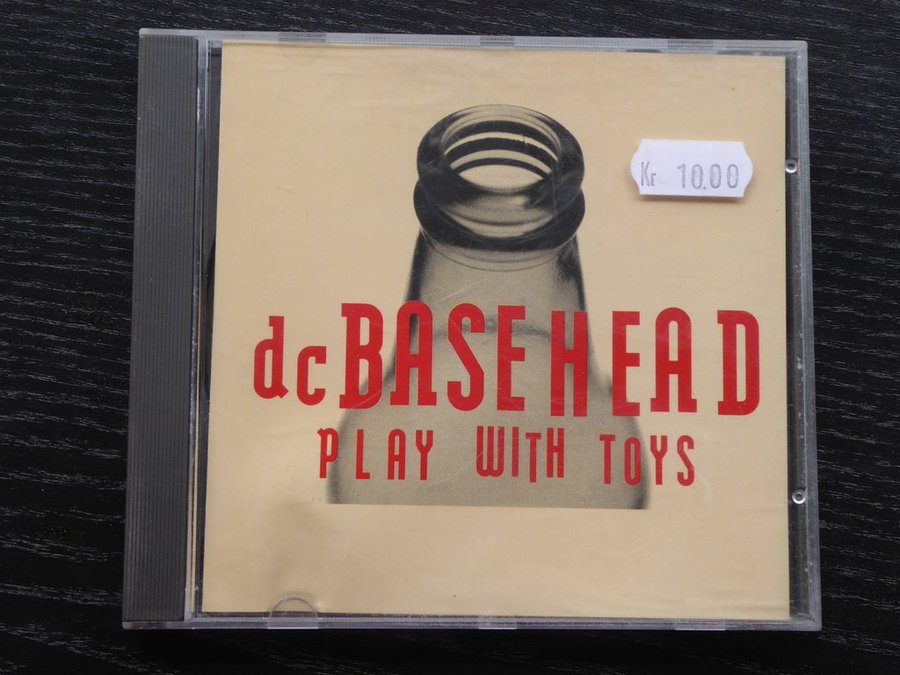 Kr 10.00
dcBASEHEAD
PLAY WITH TOYS